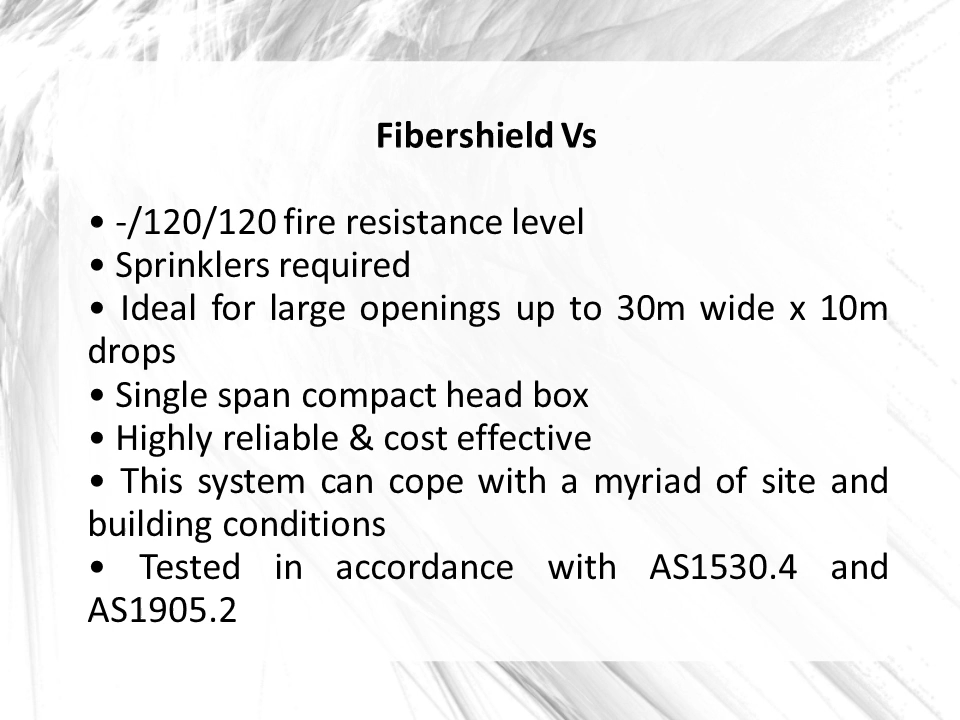 Fibershield Vs
• -/120/120 fire resistance level
• Sprinklers required
• Ideal for large openings up to 30m wide x 10m
drops
• Single span compact head box
• Highly reliable & cost effective
• This system can cope with a myriad of site and
building conditions
• Tested in accordance with AS1530.4 and
AS1905.2